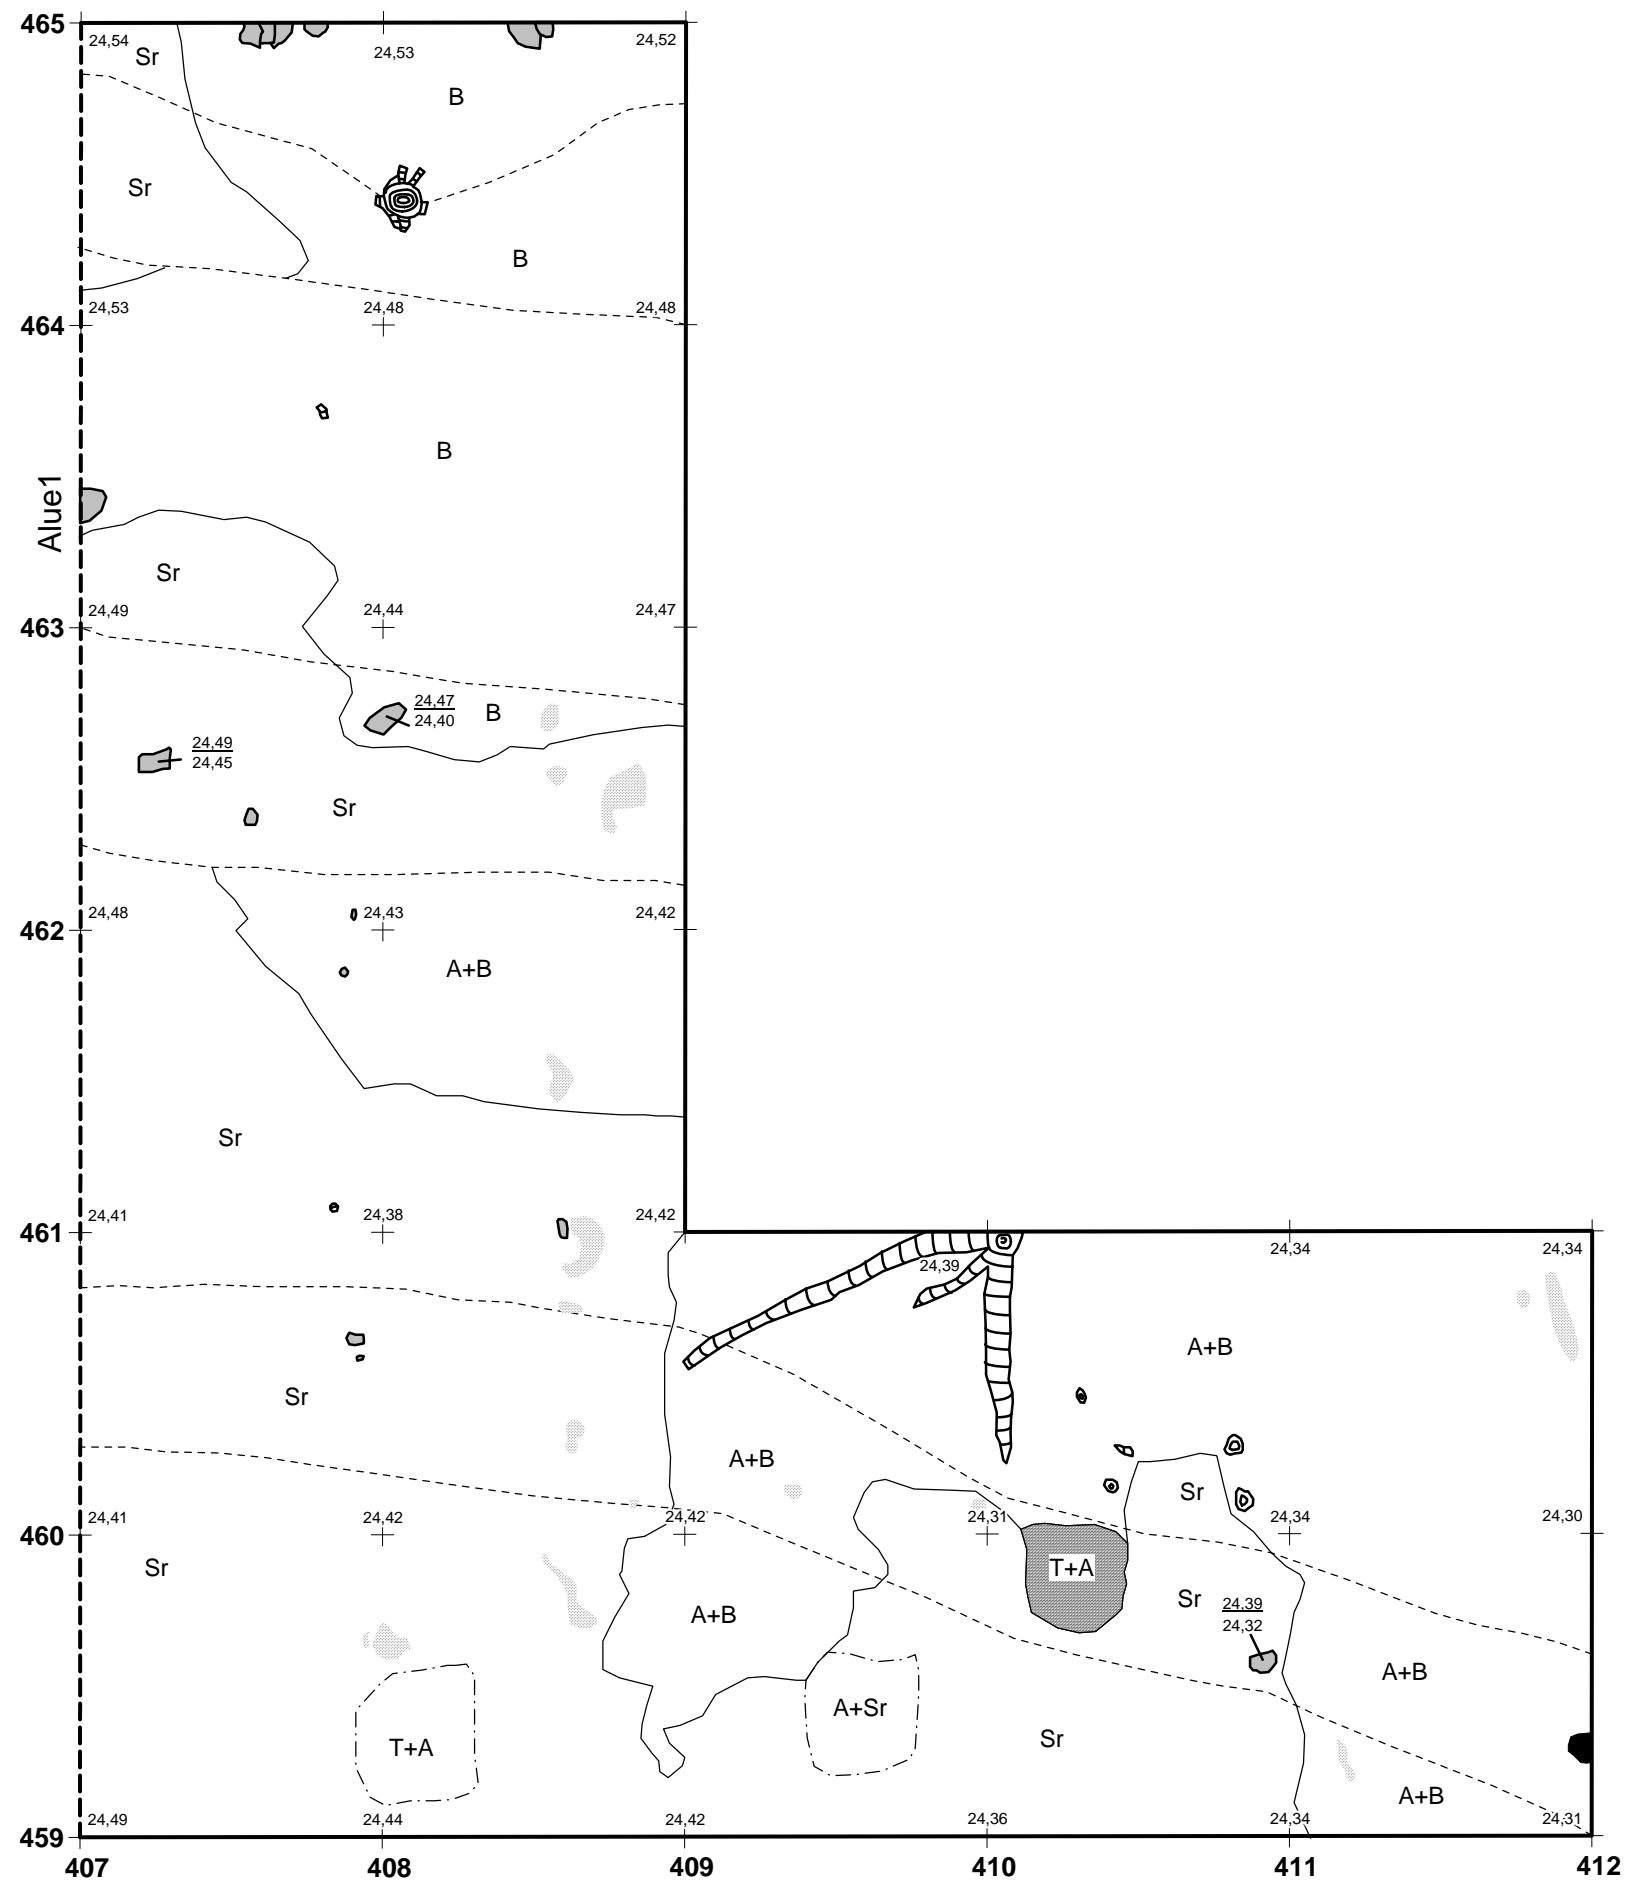 465
24,54
Sr
24,53
24,52
B
Sr
B
464
24,53
24,48
24,48
B
Alue1
Sr
463
24,49
24,44
24,47
24,47
24,40
B
24,49
24,45
Sr
462
24,48
24,43
24,42
A+B
Sr
461
24,41
24,38
24,42
24,39
24,34
24,34
A+B
Sr
A+B
Sr
460
24,41
24,42
24,42
24,31
24,34
24,30
Sr
T+A
A+B
Sr
24,39
24,32
A+B
A+Sr
Sr
T+A
A+B
459
24,49
24,44
24,42
24,36
24,34
24,31
407
408
409
410
411
412